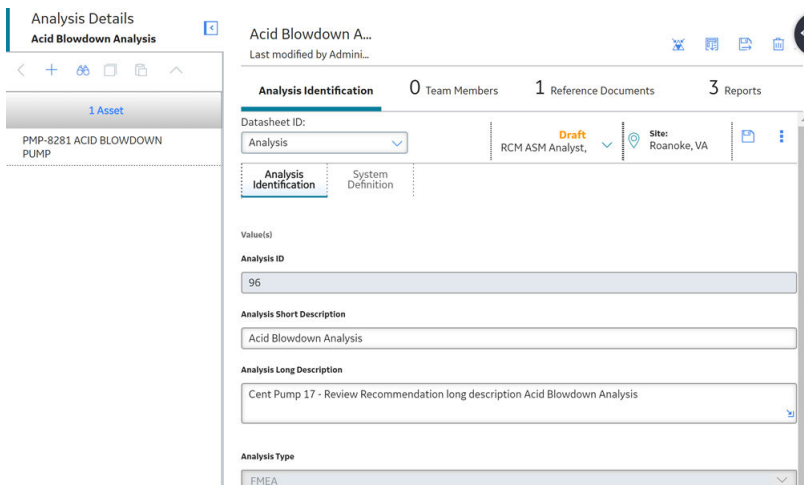 Analysis Details
Acid Blowdown Analysis
1 Asset
PMP-8281 ACID BLOWDOWN
PUMP
Acid Blowdown A...
Last modified by Admini...
Analysis Identification
0 Team Members
1 Reference Documents
3 Reports
Datasheet ID:
Analysis
Draft
RCM ASM Analyst,
Site:
Roanoke, VA
Analysis
Identification
System
Definition
Value(s)
Analysis ID
96
Analysis Short Description
Acid Blowdown Analysis
Analysis Long Description
Cent Pump 17 - Review Recommendation long description Acid Blowdown Analysis
Analysis Type
FMEA